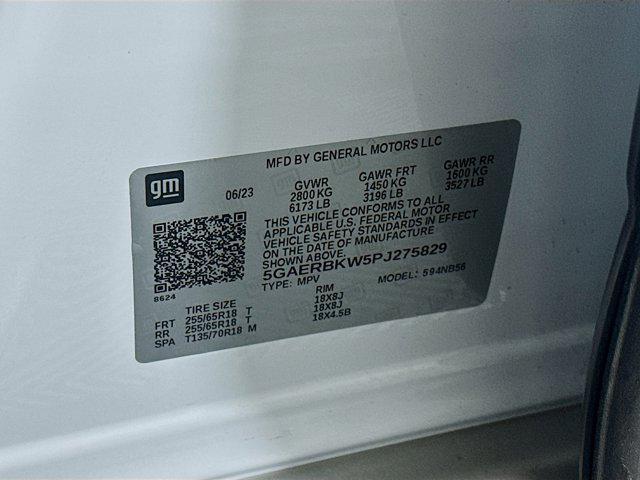 MFD BY GENERAL MOTORS LLC
gm
06/23
GVWR GAWR FRT GAWR RR
2800 KG 1450 KG 1600 KG
6173 LB 3196 LB 3527 LB
THIS VEHICLE CONFORMS TO ALL
APPLICABLE U.S. FEDERAL MOTOR
VEHICLE SAFETY STANDARDS IN EFFECT
ON THE DATE OF MANUFACTURE
SHOWN ABOVE.
5GAERBKW5PJ275829
TYPE: MPV MODEL: 594NB56
8624
TIRE SIZE RIM
FRT 255/65R18 T 18X8J
RR 255/65R18 T 18X8J
SPA T135/70R18 M 18X4.5B